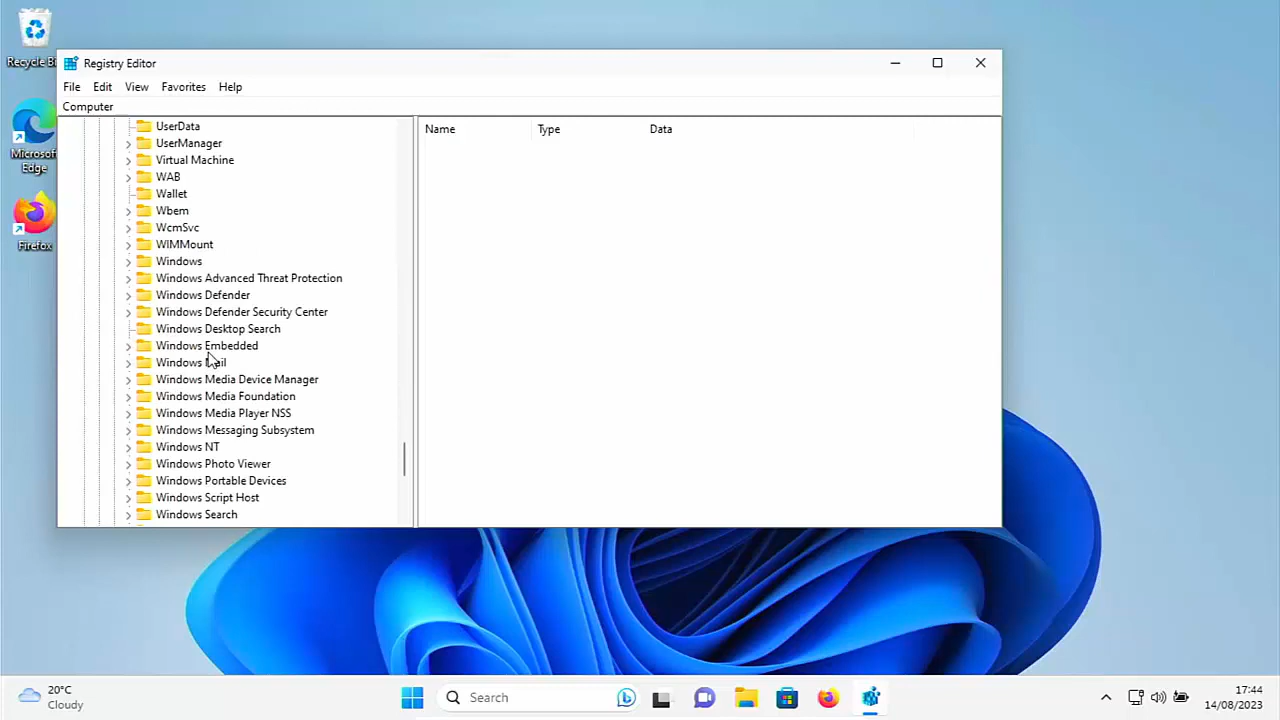 Recycle Bi
Registry Editor
File Edit View Favorites Help
Computer
Name Type Data
UserData
UserManager
Virtual Machine
WAB
Wallet
Wbem
WcmSvc
WIMMount
Windows
Windows Advanced Threat Protection
Windows Defender
Windows Defender Security Center
Windows Desktop Search
Windows Embedded
Windows Mail
Windows Media Device Manager
Windows Media Foundation
Windows Media Player NSS
Windows Messaging Subsystem
Windows NT
Windows Photo Viewer
Windows Portable Devices
Windows Script Host
Windows Search
Microsoft
Edge
Firefox
20°C
Cloudy
Search
17:44
14/08/2023